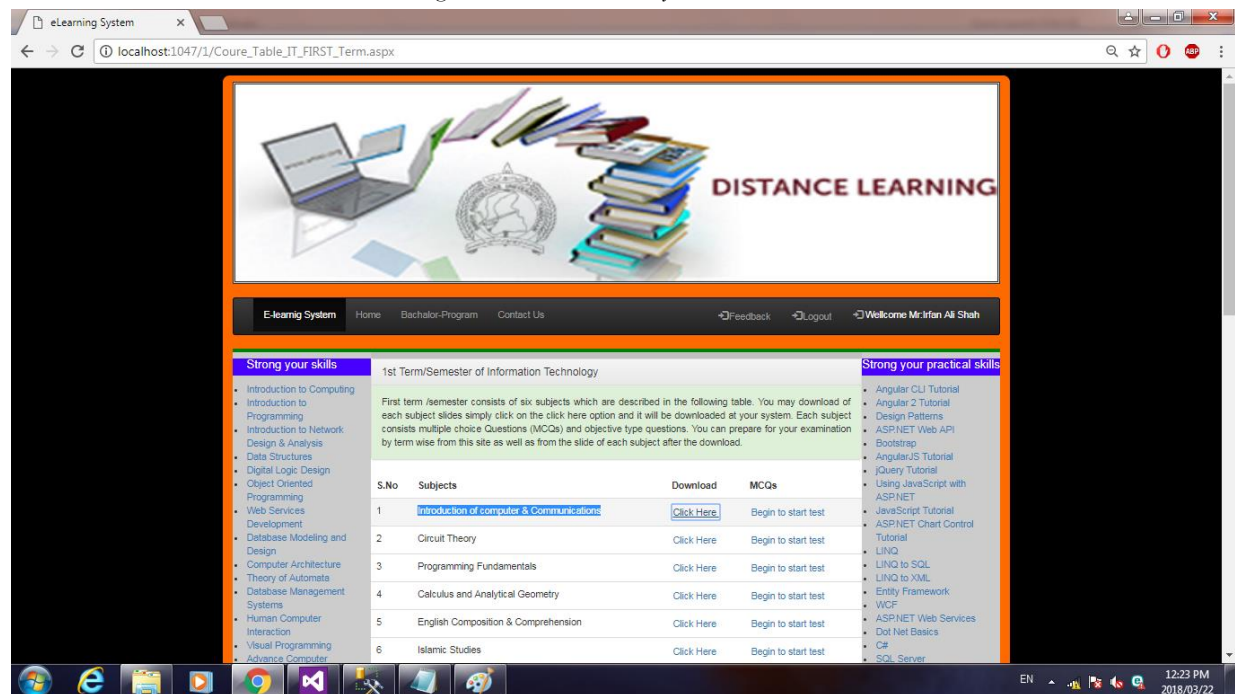 eLearning System
localhost:1047/1/Coure_Table_IT_FIRST_Term.aspx
ABP
DISTANCE LEARNING
E-learnig System Home Bachalor-Program Contact Us Feedback Logout Wellcome Mr:Irfan Ali Shah
Strong your skills
Introduction to Computing
Introduction to
Programming
Introduction to Network
Design & Analysis
Data Structures
Digital Logic Design
Object Oriented
Programming
Web Services
Development
Database Modeling and
Design
Computer Architecture
Theory of Automata
Database Management
Systems
Human Computer
Interaction
Visual Programming
Advance Computer
1st Term/Semester of Information Technology
First term /semester consists of six subjects which are described in the following table. You may download of
each subject slides simply click on the click here option and it will be downloaded at your system. Each subject
consists multiple choice Questions (MCQs) and objective type questions. You can prepare for your examination
by term wise from this site as well as from the slide of each subject after the download.
S.No Subjects Download MCQs
1 Introduction of computer & Communications Click Here Begin to start test
2 Circuit Theory Click Here Begin to start test
3 Programming Fundamentals Click Here Begin to start test
4 Calculus and Analytical Geometry Click Here Begin to start test
5 English Composition & Comprehension Click Here Begin to start test
6 Islamic Studies Click Here Begin to start test
Strong your practical skills
Angular CLI Tutorial
Angular 2 Tutorial
Design Patterns
ASP.NET Web API
Bootstrap
AngularJS Tutorial
jQuery Tutorial
Using JavaScript with
ASP.NET
JavaScript Tutorial
ASP.NET Chart Control
Tutorial
LINQ
LINQ to SQL
LINQ to XML
Entity Framework
WCF
ASP.NET Web Services
Dot Net Basics
C#
SQL Server
EN
12:23 PM
2018/03/22